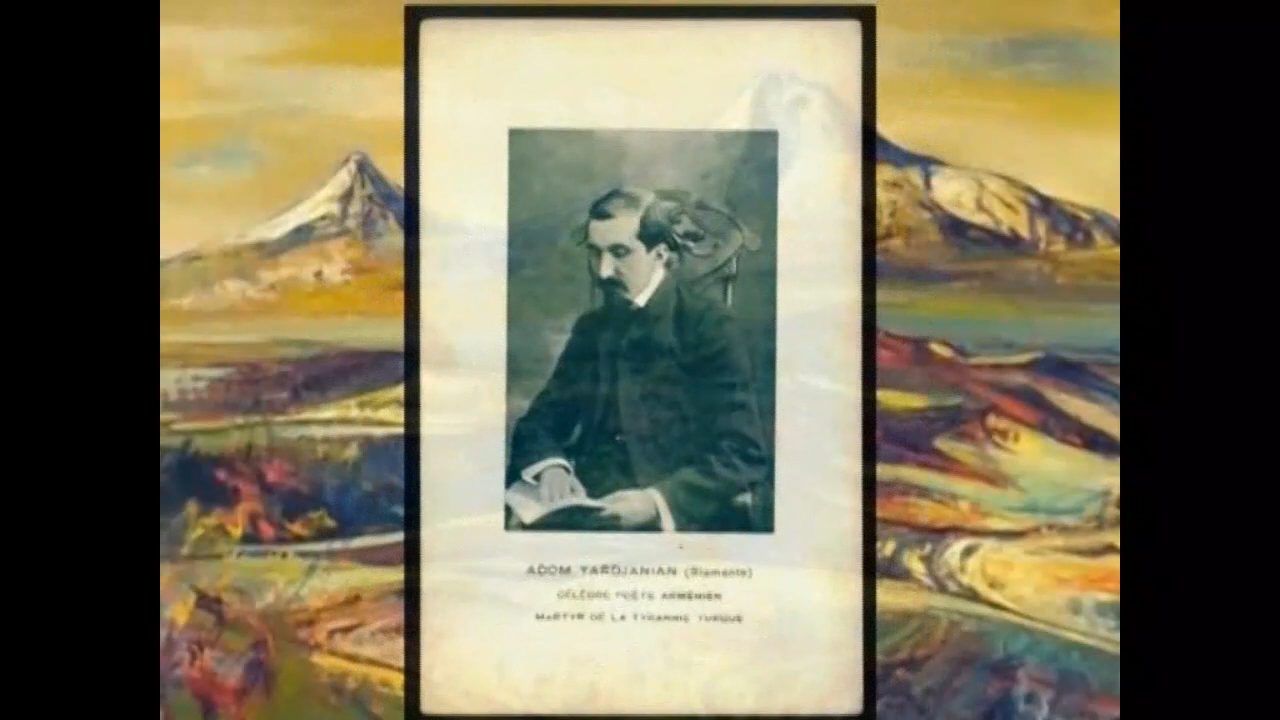 ADOM YARDJANIAN (Siamanto)
CÉLÈBRE POÈTE ARMÉNIEN
MARTYR DE LA TYRANNIE TURQUE